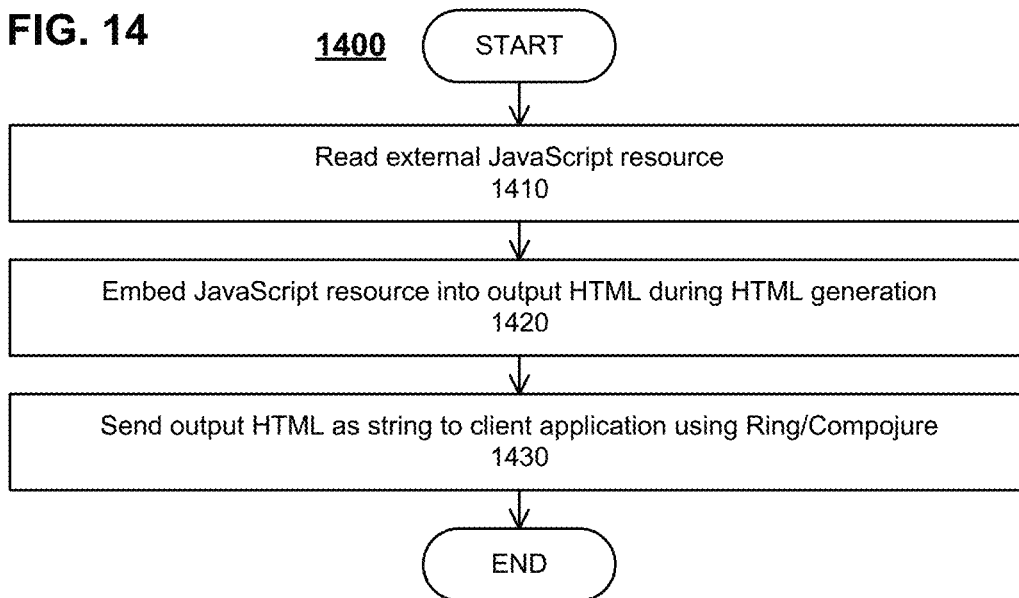 FIG. 14
1400
START
Read external JavaScript resource
1410
Embed JavaScript resource into output HTML during HTML generation
1420
Send output HTML as string to client application using Ring/Compojure
1430
END